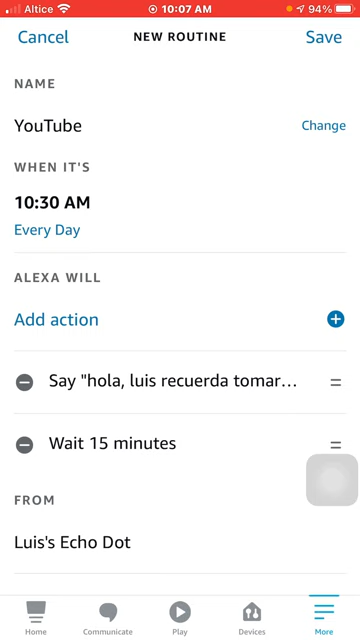 Altice 10:07 AM 94%
Cancel NEW ROUTINE Save
NAME
YouTube Change
WHEN IT'S
10:30 AM
Every Day
ALEXA WILL
Add action
Say "hola, luis recuerda tomar…
Wait 15 minutes
FROM
Luis's Echo Dot
Home Communicate Play Devices More